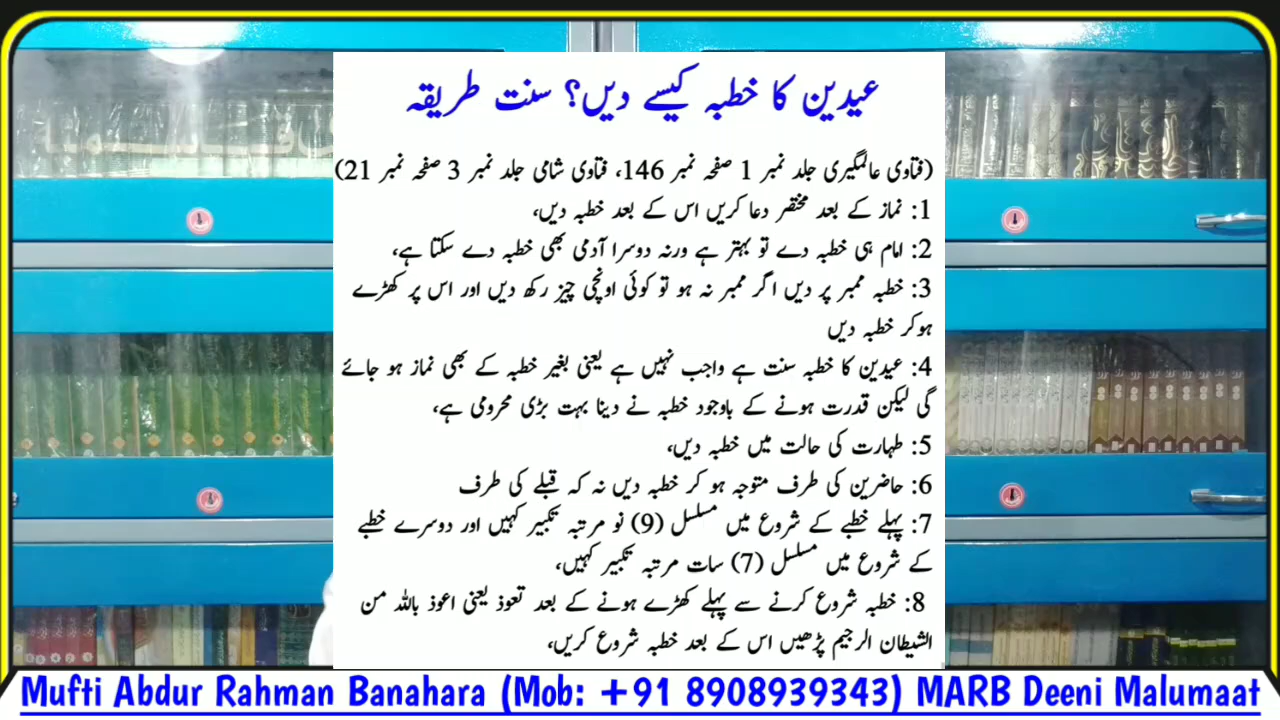 عیدین کا خطبہ کیسے دیں؟ سنت طریقہ
(فتاوی عالمگیری جلد نمبر 1 صفحہ نمبر 146، فتاوی شامی جلد نمبر 3 صفحہ نمبر 21)
1: نماز کے بعد مختصر دعا کریں اس کے بعد خطبہ دیں،
2: امام ہی خطبہ دے تو بہتر ہے ورنہ دوسرا آدمی بھی خطبہ دے سکتا ہے،
3: خطبہ ممبر پر دیں اگر ممبر نہ ہو تو کوئی اونچی چیز رکھ دیں اور اس پر کھڑے
ہوکر خطبہ دیں
4: عیدین کا خطبہ سنت ہے واجب نہیں ہے یعنی بغیر خطبہ کے بھی نماز ہو جائے
گی لیکن قدرت ہونے کے باوجود خطبہ نے دینا بہت بڑی محرومی ہے،
5: طہارت کی حالت میں خطبہ دیں،
6: حاضرین کی طرف متوجہ ہو کر خطبہ دیں نہ کہ قبلے کی طرف
7: پہلے خطبے کے شروع میں مسلسل (9) نو مرتبہ تکبیر کہیں اور دوسرے خطبے
کے شروع میں مسلسل (7) سات مرتبہ تکبیر کہیں،
8: خطبہ شروع کرنے سے پہلے کھڑے ہونے کے بعد تعوذ یعنی اعوذ باللہ من
الشیطان الرجیم پڑھیں اس کے بعد خطبہ شروع کریں،
Mufti Abdur Rahman Banahara (Mob: +91 8908939343) MARB Deeni Malumaat